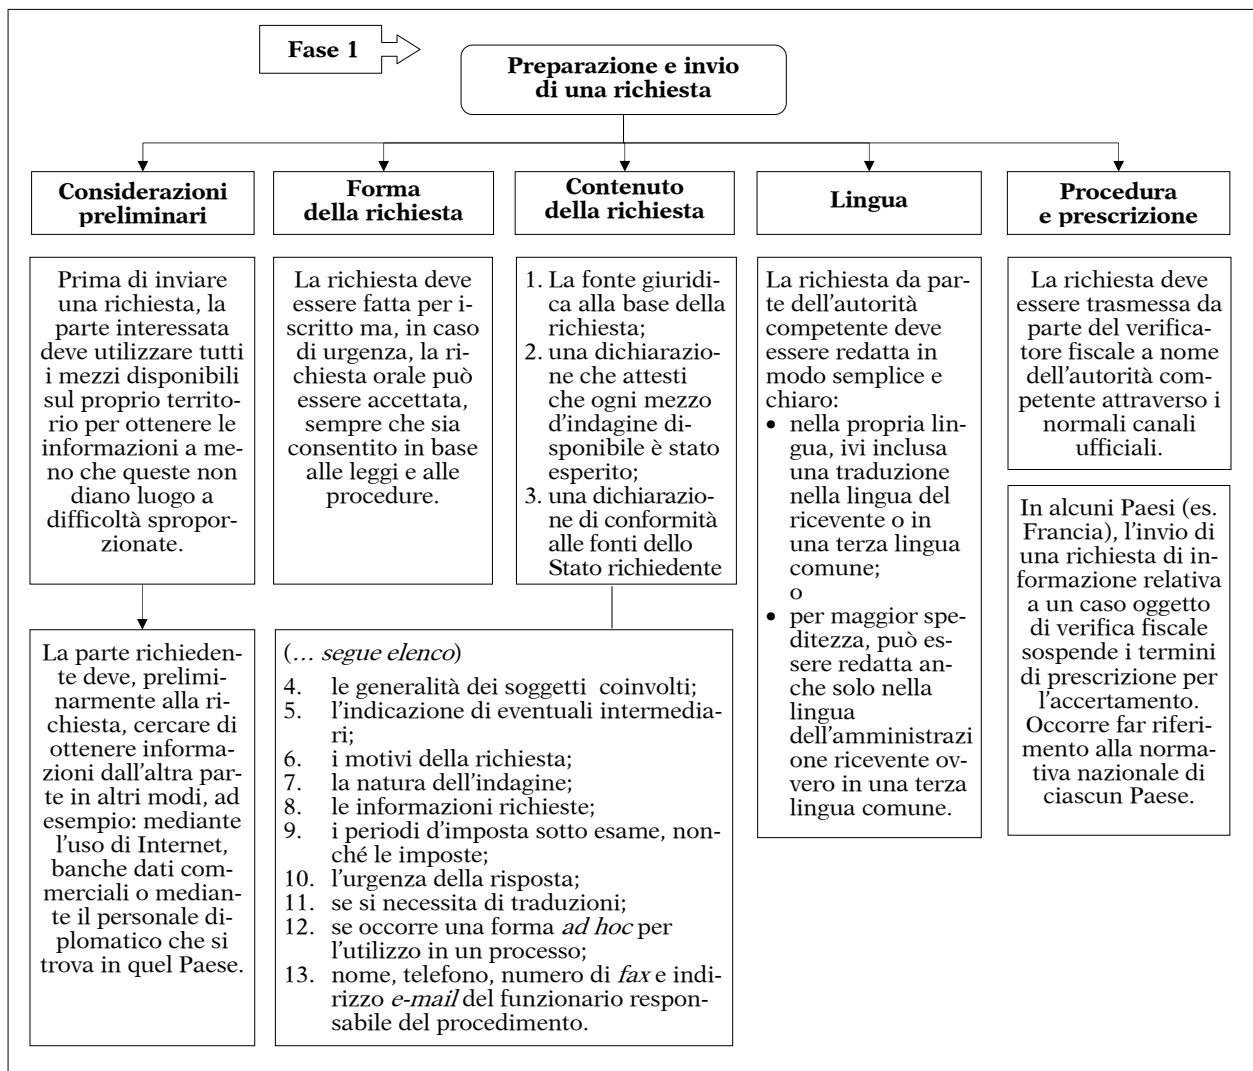 Fase 1
Preparazione e invio
di una richiesta
Considerazioni
preliminari
Prima di inviare
una richiesta, la
parte interessata
deve utilizzare tutti
i mezzi disponibili
sul proprio territo-
rio per ottenere le
informazioni a me-
no che queste non
diano luogo a
difficoltà spropor-
zionate.
La parte richieden-
te deve, prelimi-
narmente alla ri-
chiesta, cercare di
ottenere informa-
zioni dall'altra par-
te in altri modi, ad
esempio: mediante
l'uso di Internet,
banche dati com-
merciali o median-
te il personale di-
plomatico che si
trova in quel Paese.
Forma
della richiesta
La richiesta deve
essere fatta per i-
scritto ma, in caso
di urgenza, la ri-
chiesta orale può
essere accettata,
sempre che sia
consentito in base
alle leggi e alle
procedure.
Contenuto
della richiesta
1. La fonte giuridi-
ca alla base della
richiesta;
2. una dichiarazio-
ne che attesti
che ogni mezzo
d'indagine di-
sponibile è stato
esperito;
3. una dichiarazio-
ne di conformità
alle fonti dello
Stato richiedente
(... segue elenco)
4. le generalità dei soggetti coinvolti;
5. l'indicazione di eventuali intermedia-
ri;
6. i motivi della richiesta;
7. la natura dell'indagine;
8. le informazioni richieste;
9. i periodi d'imposta sotto esame, non-
ché le imposte;
10. l'urgenza della risposta;
11. se si necessita di traduzioni;
12. se occorre una forma ad hoc per
l'utilizzo in un processo;
13. nome, telefono, numero di fax e indi-
rizzo e-mail del funzionario respon-
sabile del procedimento.
Lingua
La richiesta da par-
te dell'autorità
competente deve
essere redatta in
modo semplice e
chiaro:
• nella propria lin-
gua, ivi inclusa
una traduzione
nella lingua del
ricevente o in
una terza lingua
comune;
o
• per maggior spe-
ditezza, può es-
sere redatta an-
che solo nella
lingua
dell'amministrazi
one ricevente ov-
vero in una terza
lingua comune.
Procedura
e prescrizione
La richiesta deve
essere trasmessa da
parte del verifica-
tore fiscale a nome
dell'autorità com-
petente attraverso i
normali canali
ufficiali.
In alcuni Paesi (es.
Francia), l'invio di
una richiesta di in-
formazione relativa
a un caso oggetto
di verifica fiscale
sospende i termini
di prescrizione per
l'accertamento.
Occorre far riferi-
mento alla norma-
tiva nazionale di
ciascun Paese.